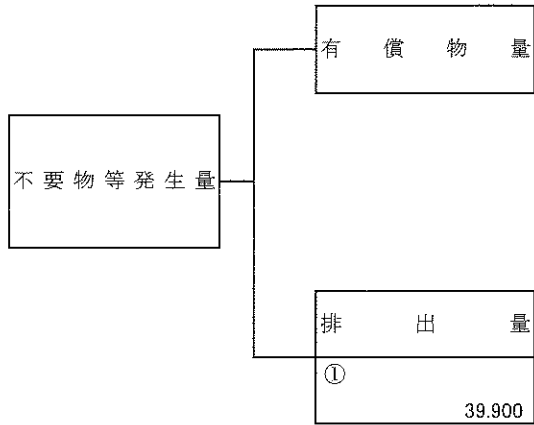 有償物量
不要物等発生量
排出量
①
39.900